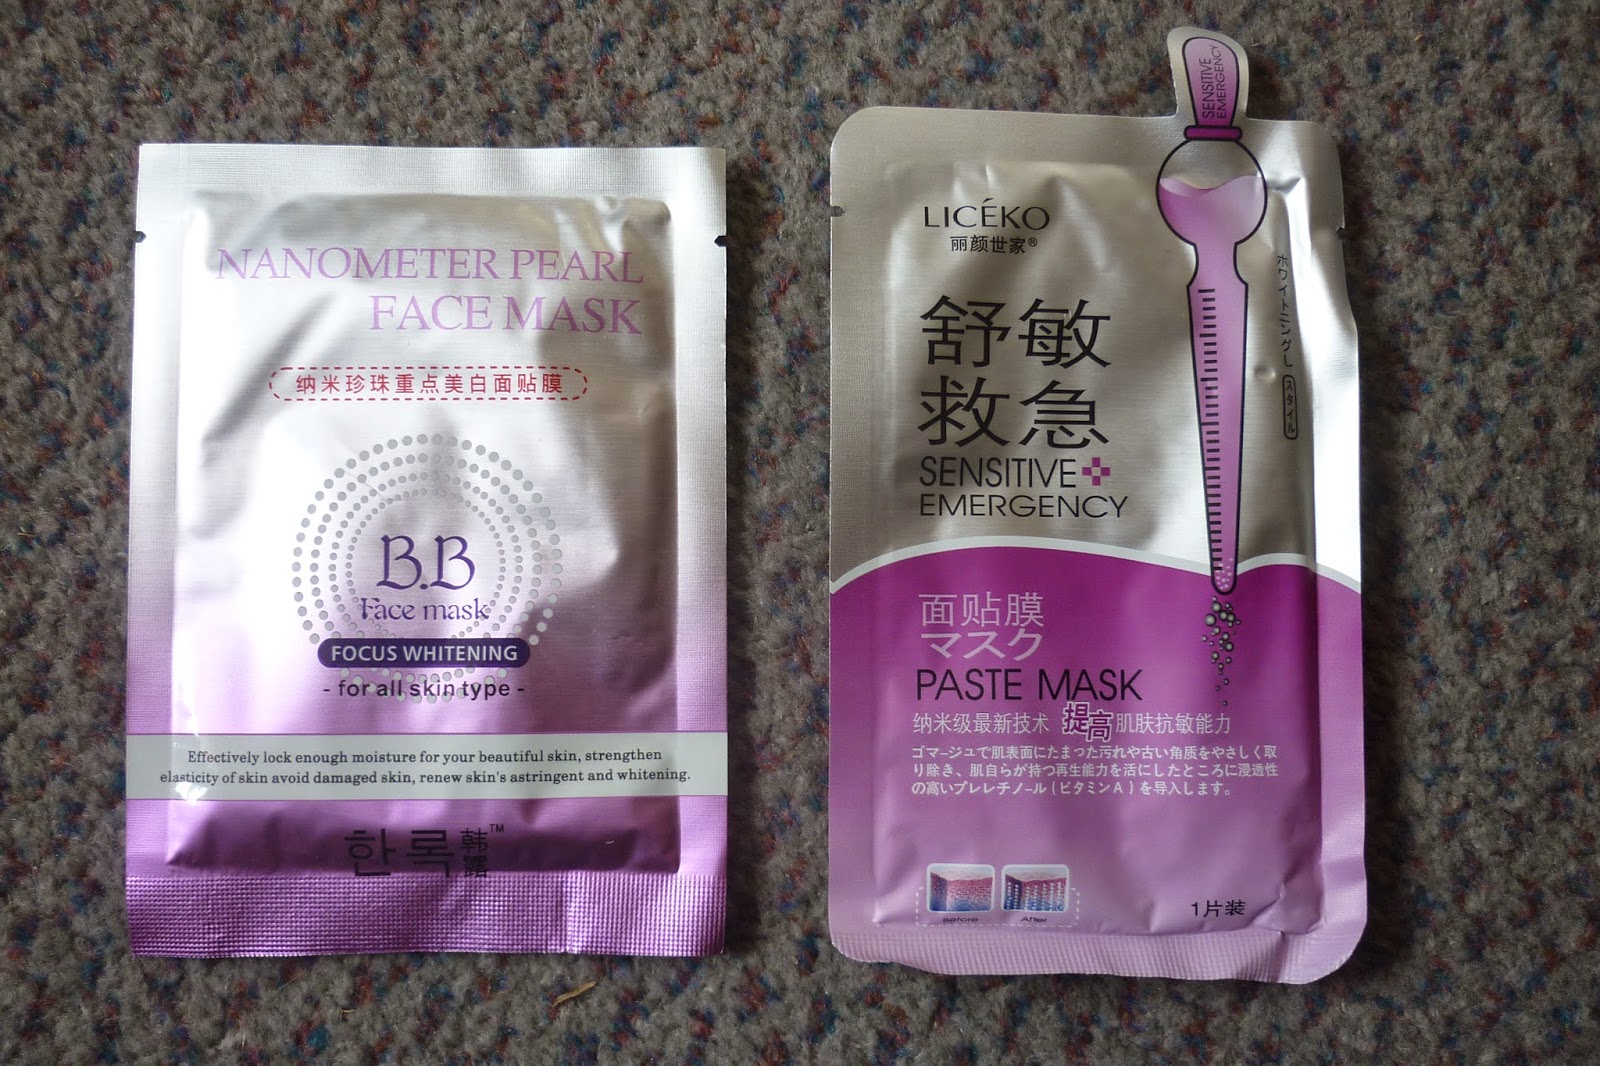 NANOMETER PEARL
FACE MASK
纳米珍珠重点美白面贴膜
B.B
Face mask
FOCUS WHITENING
- for all skin type -
Effectively lock enough moisture for your beautiful skin, strengthen
elasticity of skin avoid damaged skin, renew skin's astringent and whitening.
한록 韩露™
SENSITIVE
EMERGENCY
LICÉKO
丽颜世家®
ホワイトニングし
スタイル
舒敏
救急
SENSITIVE
EMERGENCY
面贴膜
マスク
PASTE MASK
纳米级最新技术 提高肌肤抗敏能力
ゴマージュで肌表面にたまった汚れや古い角質をやさしく取
り除き、肌自らが持つ再生能力を活にしたところに浸透性
の高いプレレチノール(ビタミンA)を导入します。
Before After
1片装